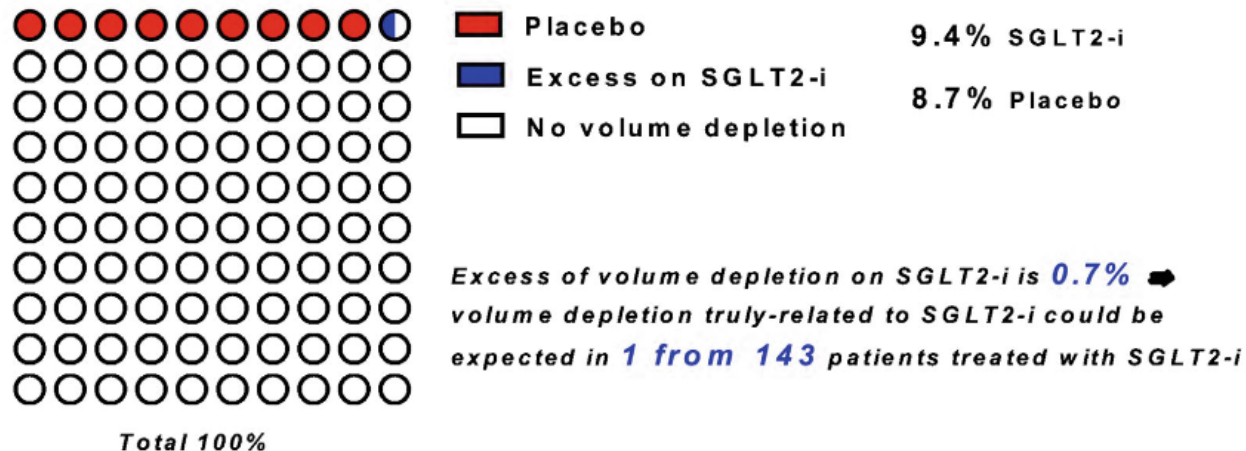 Placebo
Excess on SGLT2-i
No volume depletion
9.4% SGLT2-i
8.7% Placebo
Excess of volume depletion on SGLT2-i is 0.7% ➡
volume depletion truly-related to SGLT2-i could be
expected in 1 from 143 patients treated with SGLT2-i
Total 100%